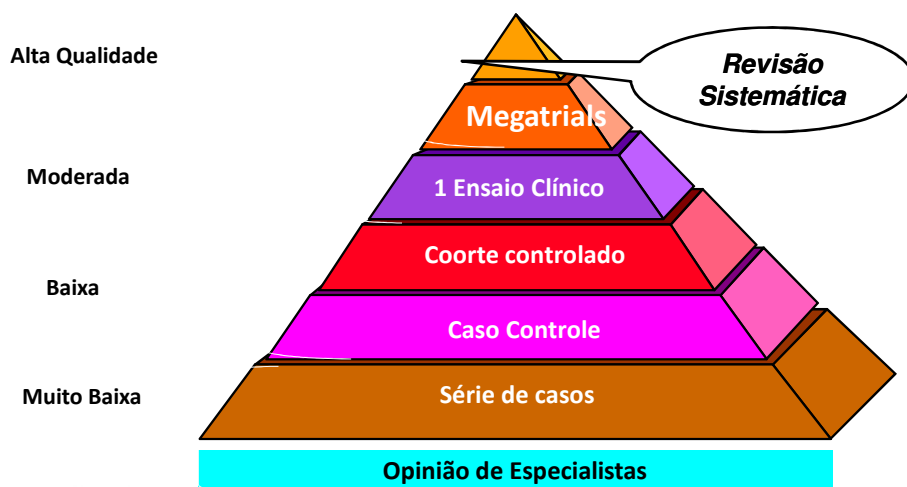 Alta Qualidade
Revisão
Sistemática
Megatrials
Moderada
1 Ensaio Clínico
Coorte controlado
Baixa
Caso Controle
Muito Baixa
Série de casos
Opinião de Especialistas